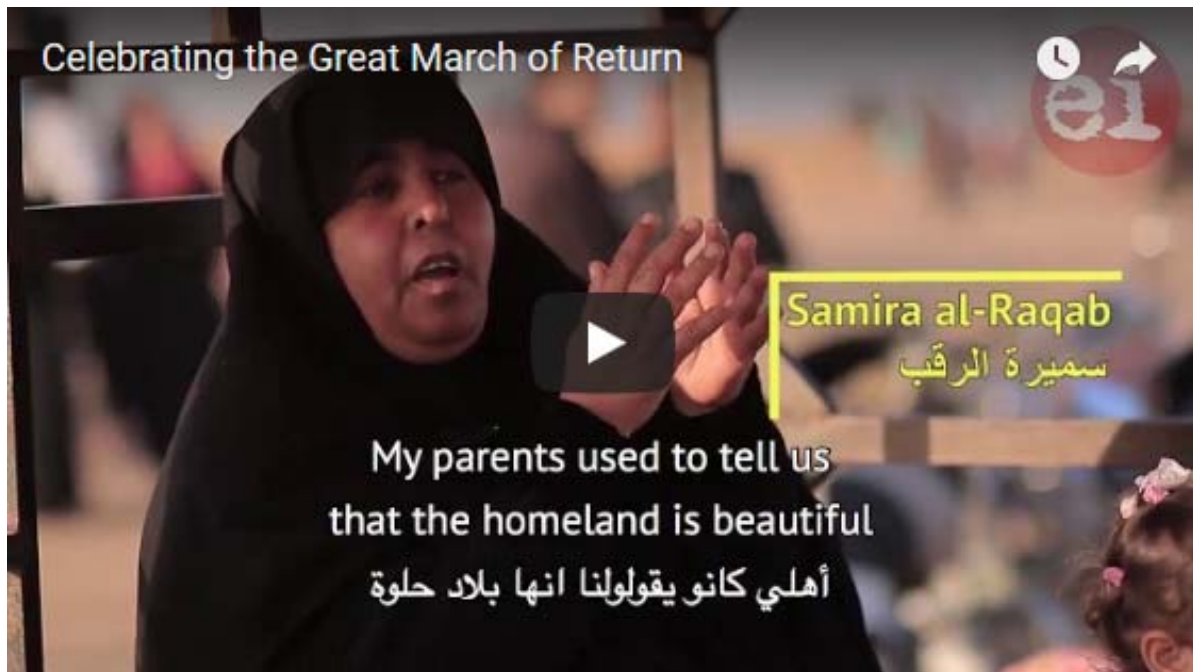 Celebrating the Great March of Return
ei
Samira al-Raqab
سميرة الرقب
My parents used to tell us
that the homeland is beautiful
أهلي كانو يقولولنا انها بلاد حلوة